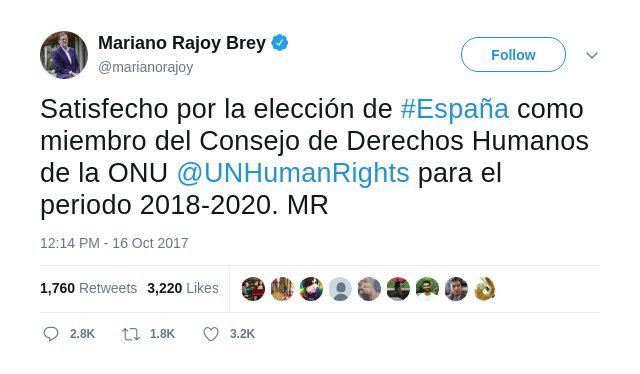 Mariano Rajoy Brey
@marianorajoy
Follow
Satisfecho por la elección de #España como
miembro del Consejo de Derechos Humanos
de la ONU @UNHumanRights para el
periodo 2018-2020. MR
12:14 PM - 16 Oct 2017
1,760 Retweets 3,220 Likes
2.8K 1.8K 3.2K